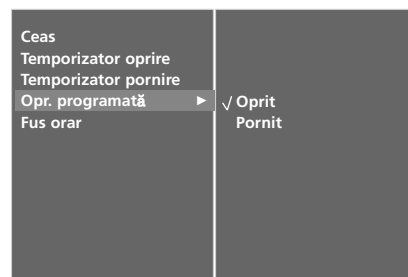 Ceas
Temporizator oprire
Temporizator pornire
Opr. programată ►
Fus orar
√ Oprit
Pornit